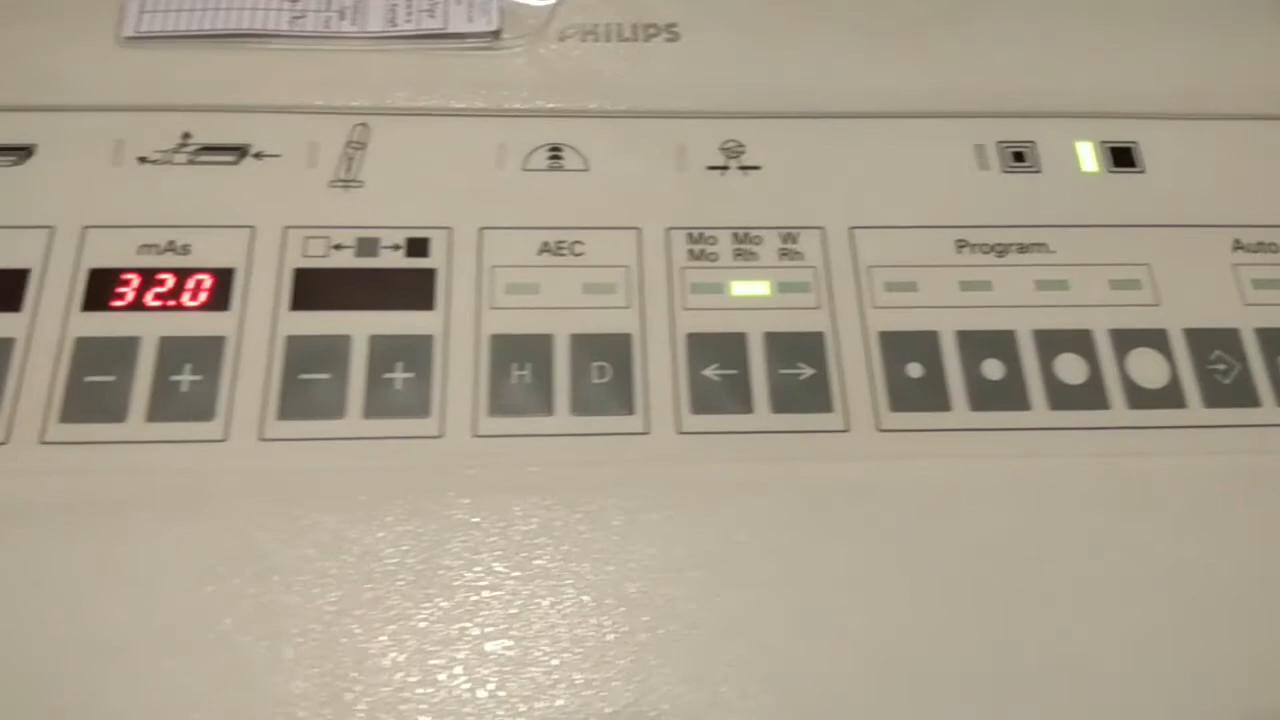 PHILIPS
mAs
32.0
AEC
H D
Mo Mo W
Mo Rh Rh
Program.
Auto